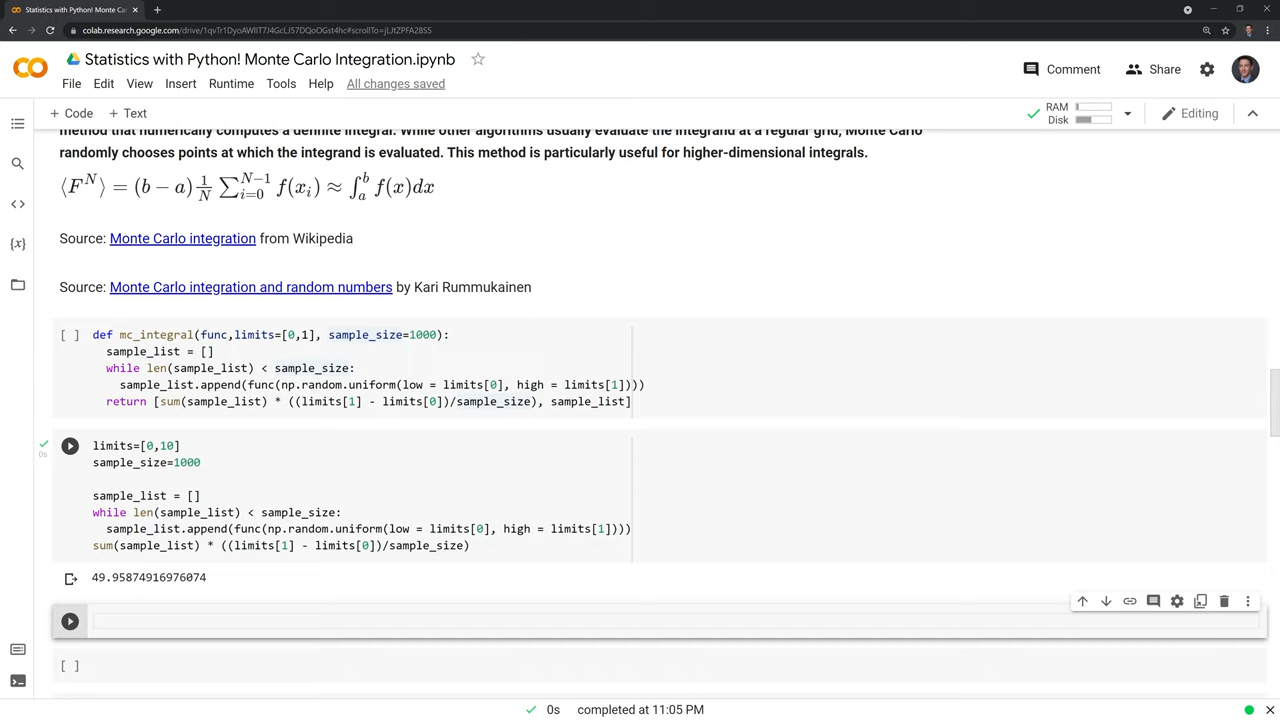 Statistics with Python! Monte Car
colab.research.google.com/drive/1qvTr1DyoAWIIT7J4GcLJ57DQoOGst4hc#scrollTo=jLJtZPFA28S5
Statistics with Python! Monte Carlo Integration.ipynb
Comment
Share
File Edit View Insert Runtime Tools Help All changes saved
+ Code + Text
RAM
Disk
Editing
method that numerically computes a definite integral. While other algorithms usually evaluate the integrand at a regular grid, Monte Carlo
randomly chooses points at which the integrand is evaluated. This method is particularly useful for higher-dimensional integrals.
⟨F^N⟩ = (b − a) 1/N ∑_{i=0}^{N−1} f(x_i) ≈ ∫_a^b f(x)dx
Source: Monte Carlo integration from Wikipedia
Source: Monte Carlo integration and random numbers by Kari Rummukainen
[ ] def mc_integral(func,limits=[0,1], sample_size=1000):
sample_list = []
while len(sample_list) < sample_size:
sample_list.append(func(np.random.uniform(low = limits[0], high = limits[1])))
return [sum(sample_list) * ((limits[1] - limits[0])/sample_size), sample_list]
limits=[0,10]
0s
sample_size=1000
sample_list = []
while len(sample_list) < sample_size:
sample_list.append(func(np.random.uniform(low = limits[0], high = limits[1])))
sum(sample_list) * ((limits[1] - limits[0])/sample_size)
49.95874916976074
[ ]
0s completed at 11:05 PM